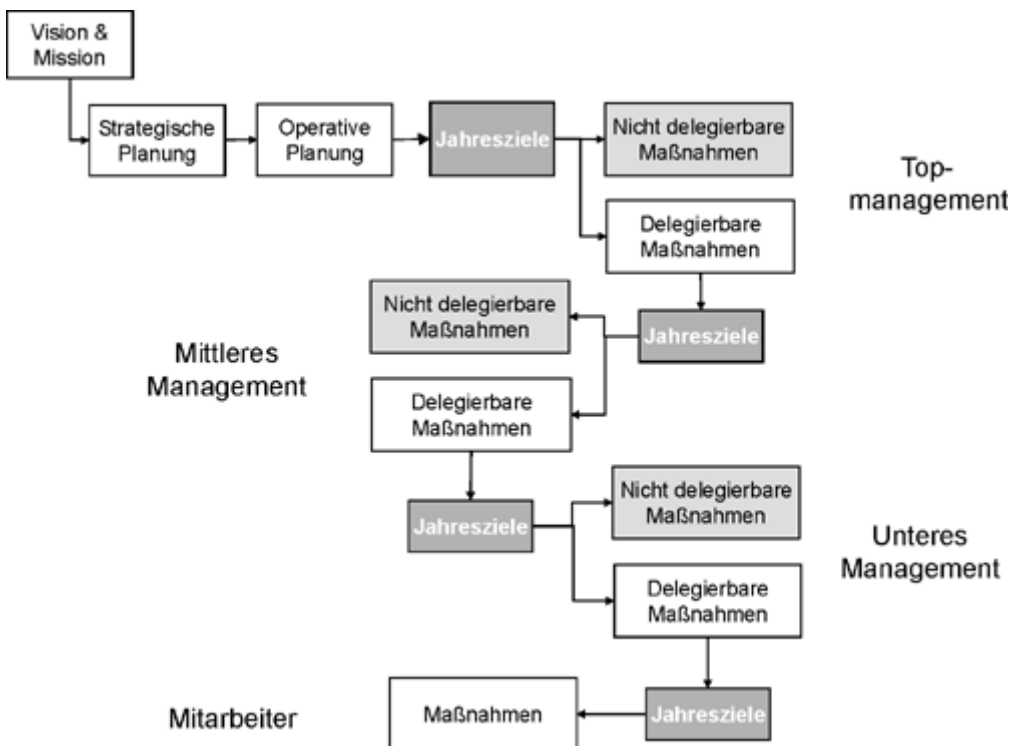 Vision &
Mission
Strategische
Planung
Operative
Planung
Jahresziele
Nicht delegierbare
Maßnahmen
Top-
management
Delegierbare
Maßnahmen
Nicht delegierbare
Maßnahmen
Jahresziele
Mittleres
Management
Delegierbare
Maßnahmen
Jahresziele
Nicht delegierbare
Maßnahmen
Unteres
Management
Delegierbare
Maßnahmen
Mitarbeiter
Maßnahmen
Jahresziele